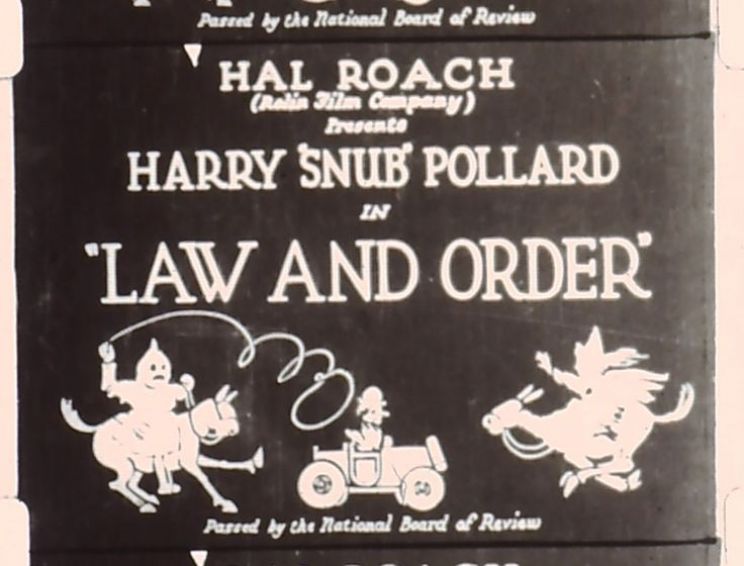 Passed by the National Board of Review
HAL ROACH
(Rolin Film Company)
Presents
HARRY "SNUB" POLLARD
IN
"LAW AND ORDER"
Passed by the National Board of Review